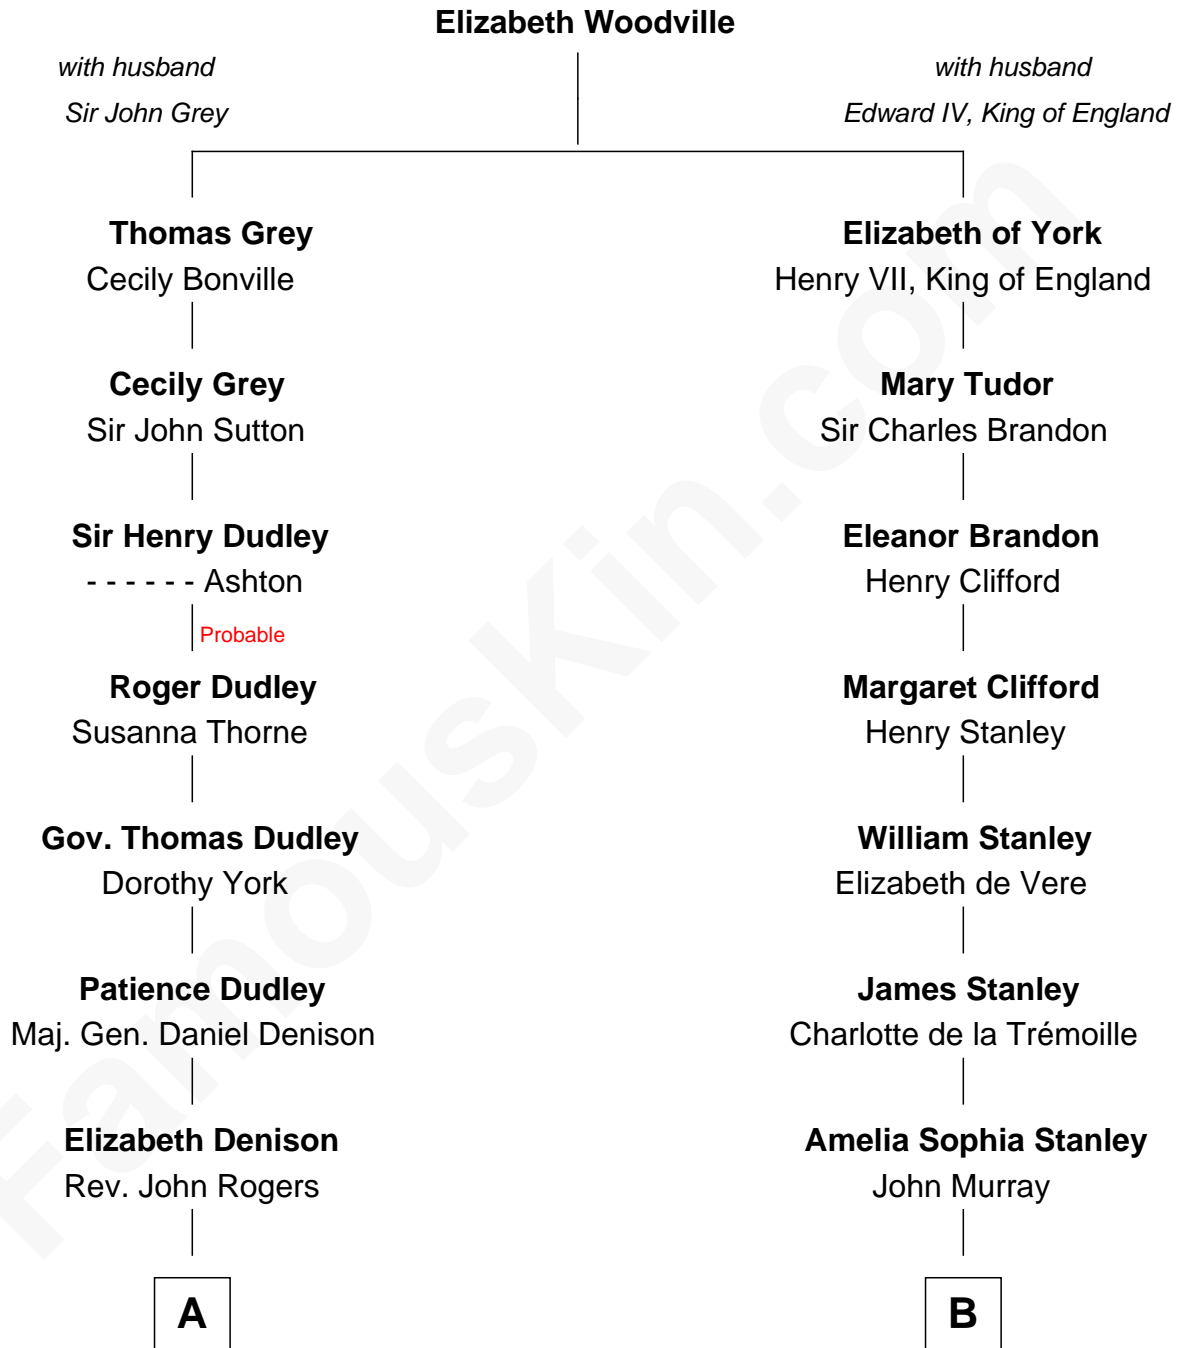 Elizabeth Woodville
with husband
Sir John Grey
with husband
Edward IV, King of England
Thomas Grey
Cecily Bonville
Elizabeth of York
Henry VII, King of England
Cecily Grey
Sir John Sutton
Mary Tudor
Sir Charles Brandon
Sir Henry Dudley
- - - - - - Ashton
Probable
Eleanor Brandon
Henry Clifford
Roger Dudley
Susanna Thorne
Margaret Clifford
Henry Stanley
Gov. Thomas Dudley
Dorothy York
William Stanley
Elizabeth de Vere
Patience Dudley
Maj. Gen. Daniel Denison
James Stanley
Charlotte de la Trémoille
Elizabeth Denison
Rev. John Rogers
Amelia Sophia Stanley
John Murray
A
B
FamousKin.com